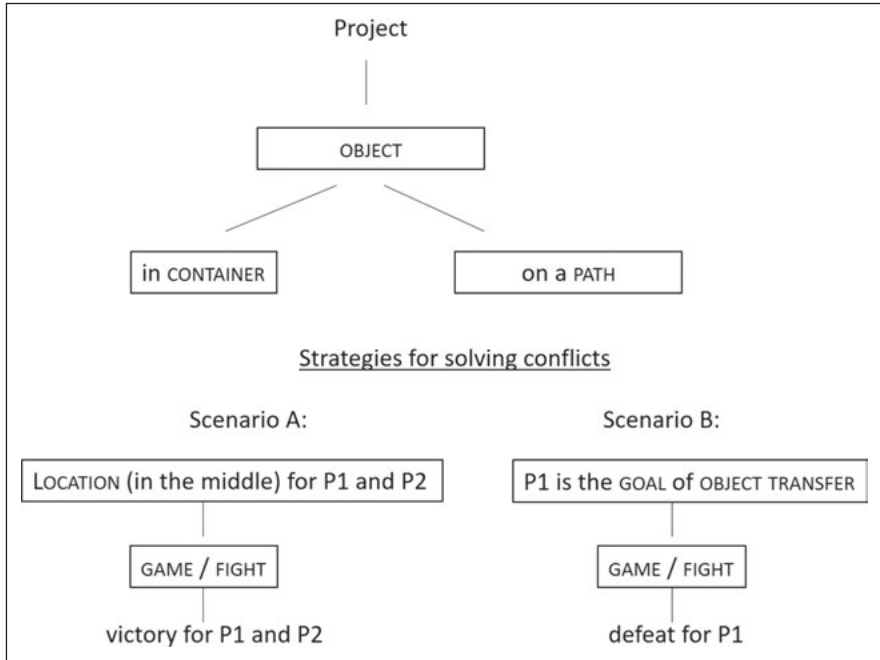 Project
OBJECT
in CONTAINER
on a PATH
Strategies for solving conflicts
Scenario A:
Scenario B:
LOCATION (in the middle) for P1 and P2
P1 is the GOAL of OBJECT TRANSFER
GAME / FIGHT
GAME / FIGHT
victory for P1 and P2
defeat for P1